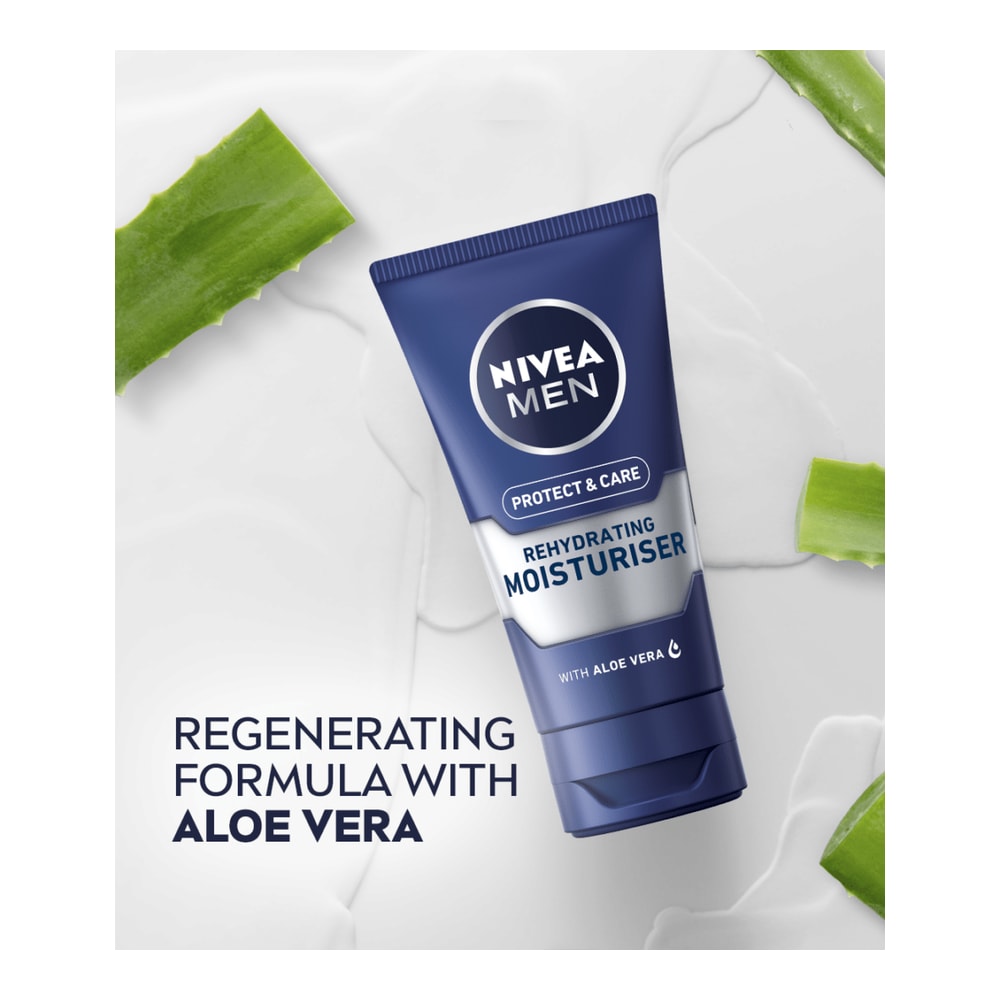 NIVEA
MEN
PROTECT & CARE
REHYDRATING
MOISTURISER
WITH ALOE VERA
REGENERATING
FORMULA WITH
ALOE VERA